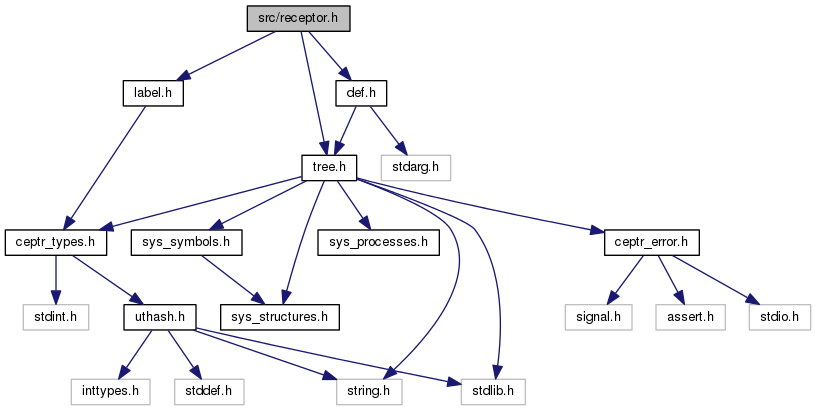 src/receptor.h
label.h
def.h
tree.h
stdarg.h
ceptr_types.h
sys_symbols.h
sys_processes.h
ceptr_error.h
stdint.h
uthash.h
sys_structures.h
signal.h
assert.h
stdio.h
inttypes.h
stddef.h
string.h
stdlib.h